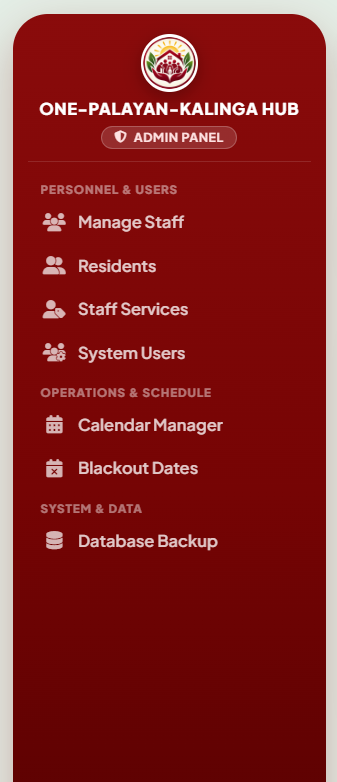 ONE-PALAYAN-KALINGA HUB
ADMIN PANEL
PERSONNEL & USERS
Manage Staff
Residents
Staff Services
System Users
OPERATIONS & SCHEDULE
Calendar Manager
Blackout Dates
SYSTEM & DATA
Database Backup